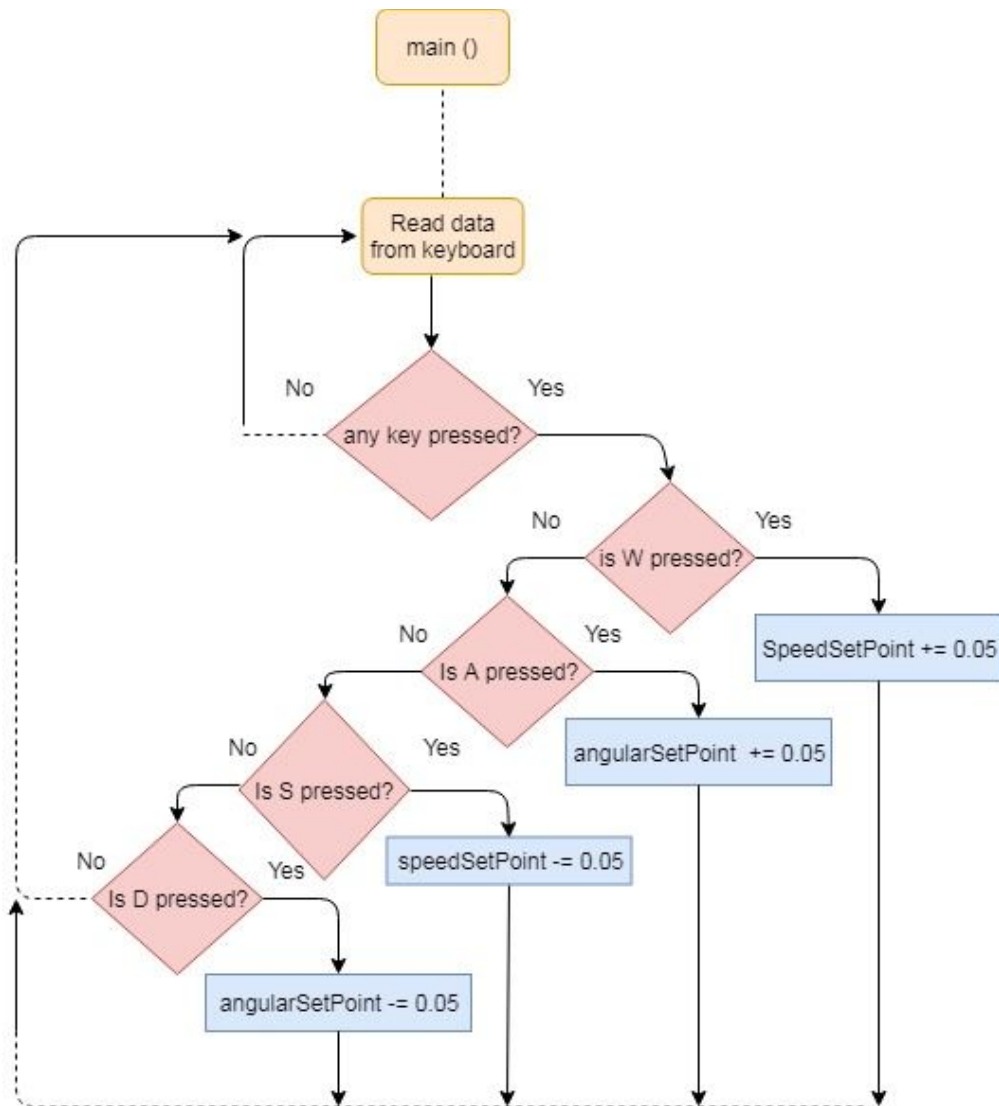 main ()
Read data
from keyboard
No
Yes
any key pressed?
No
Yes
is W pressed?
No
Yes
SpeedSetPoint += 0.05
Is A pressed?
No
Yes
angularSetPoint  += 0.05
Is S pressed?
No
Yes
speedSetPoint -= 0.05
Is D pressed?
angularSetPoint -= 0.05